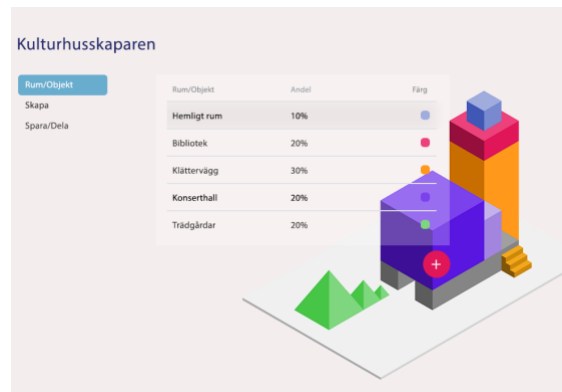 Kulturhusskaparen
Rum/Objekt
Skapa
Spara/Dela
Rum/Objekt Andel Färg
Hemligt rum 10%
Bibliotek 20%
Klättervägg 30%
Konserthall 20%
Trädgårdar 20%
+